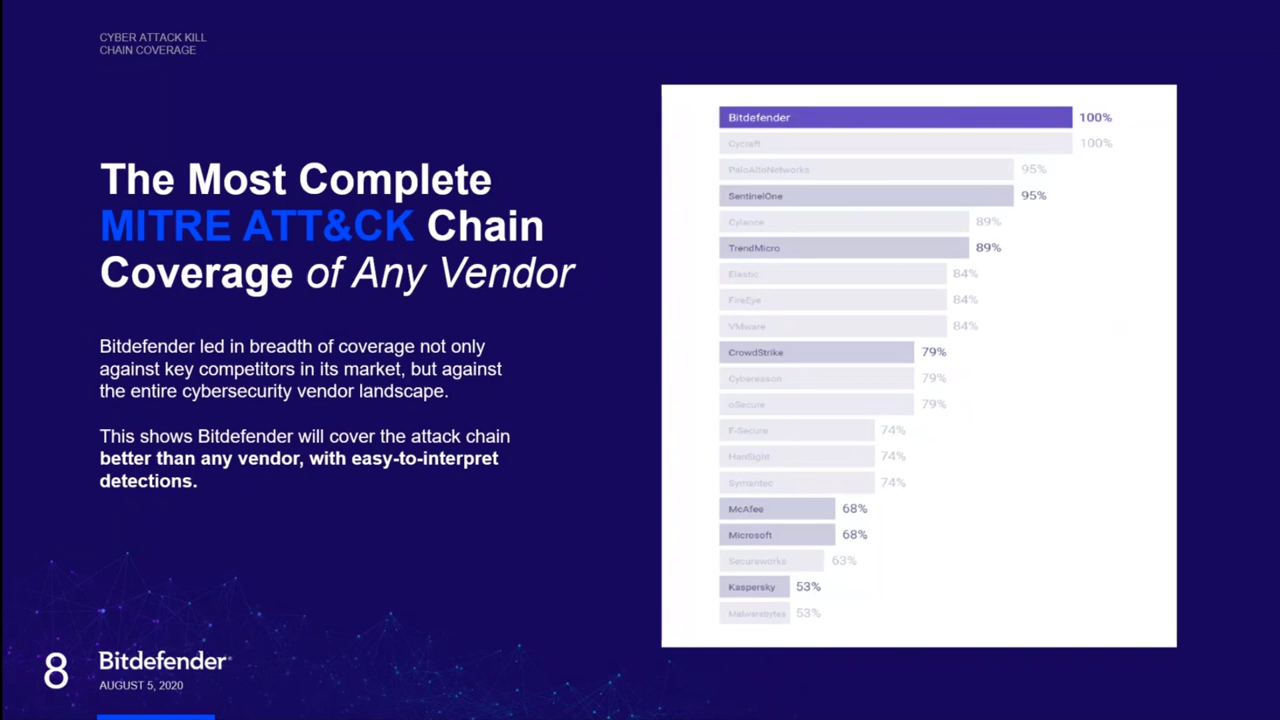 CYBER ATTACK KILL
CHAIN COVERAGE
The Most Complete
MITRE ATT&CK Chain
Coverage of Any Vendor
Bitdefender led in breadth of coverage not only
against key competitors in its market, but against
the entire cybersecurity vendor landscape.
This shows Bitdefender will cover the attack chain
better than any vendor, with easy-to-interpret
detections.
Bitdefender 100%
Cycraft 100%
PaloAltoNetworks 95%
SentinelOne 95%
Cylance 89%
TrendMicro 89%
Elastic 84%
FireEye 84%
VMware 84%
CrowdStrike 79%
Cybereason 79%
oSecure 79%
F-Secure 74%
HanSight 74%
Symantec 74%
McAfee 68%
Microsoft 68%
Secureworks 63%
Kaspersky 53%
Malwarebytes 53%
8
Bitdefender
AUGUST 5, 2020